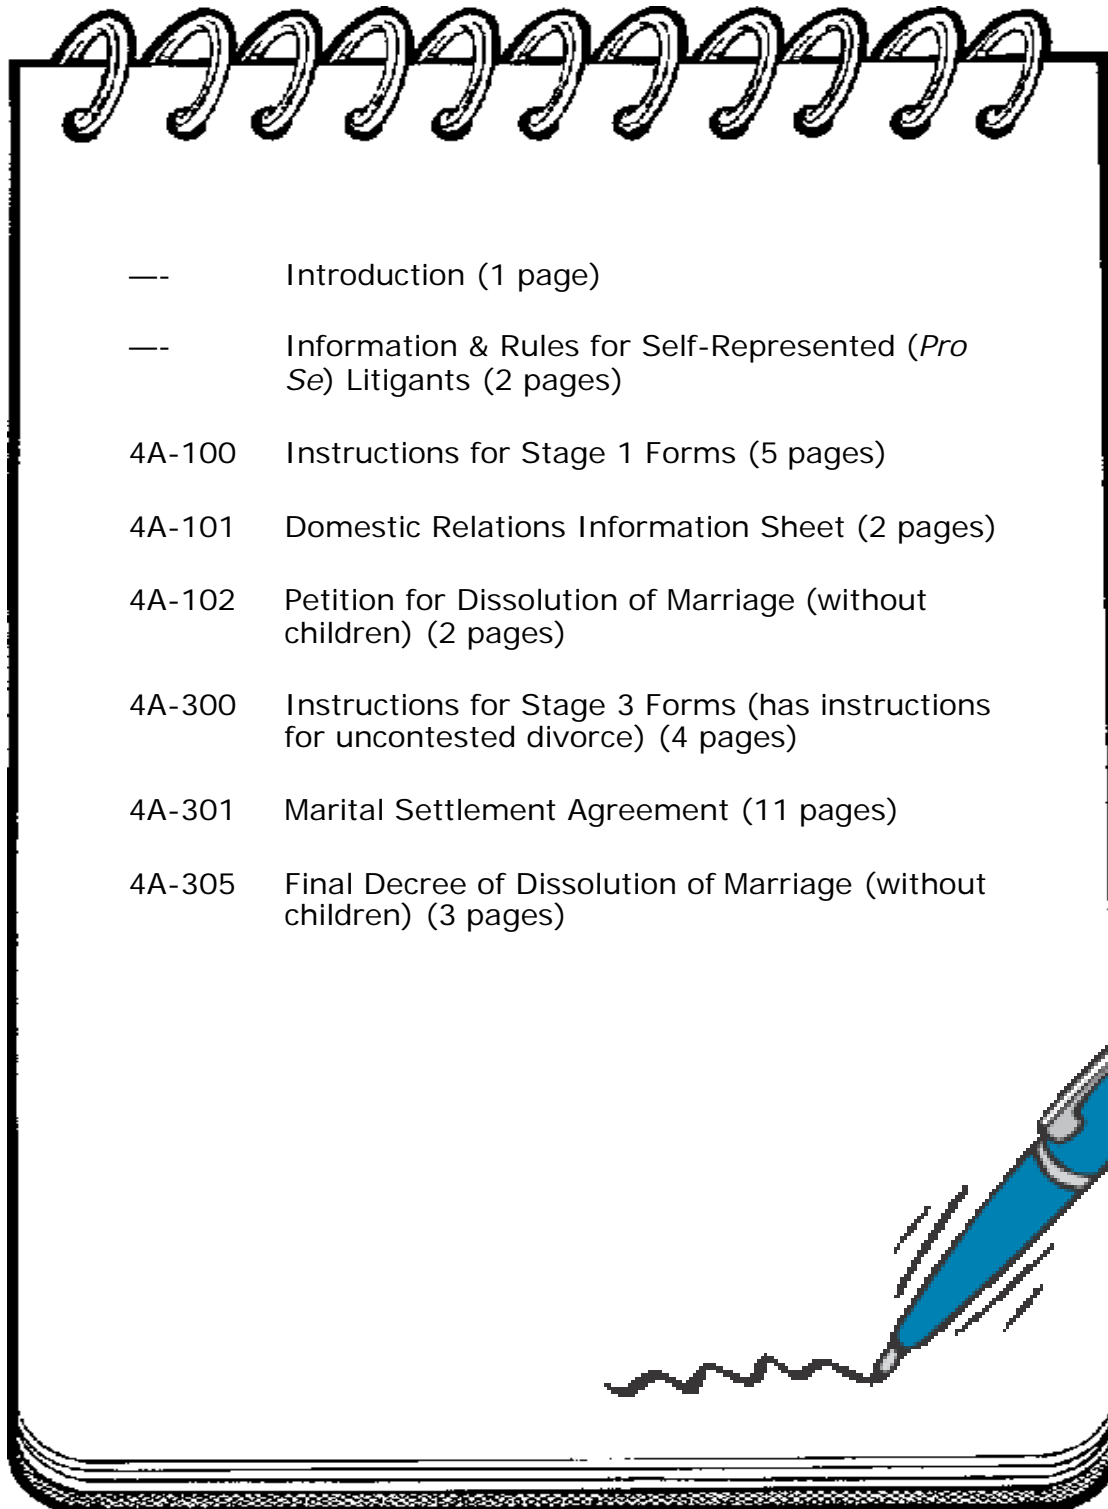 —- Introduction (1 page)
—- Information & Rules for Self-Represented (Pro
Se) Litigants (2 pages)
4A-100 Instructions for Stage 1 Forms (5 pages)
4A-101 Domestic Relations Information Sheet (2 pages)
4A-102 Petition for Dissolution of Marriage (without
children) (2 pages)
4A-300 Instructions for Stage 3 Forms (has instructions
for uncontested divorce) (4 pages)
4A-301 Marital Settlement Agreement (11 pages)
4A-305 Final Decree of Dissolution of Marriage (without
children) (3 pages)